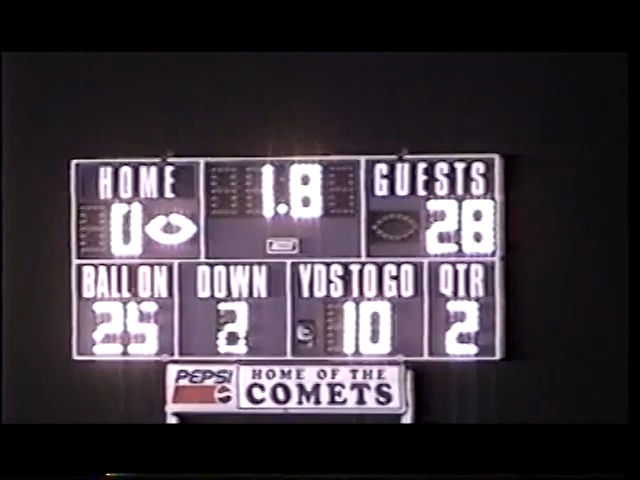 HOME 1.8 GUESTS
0 28
BALL ON DOWN YDS TO GO QTR
25 2 10 2
PEPSI HOME OF THE
COMETS